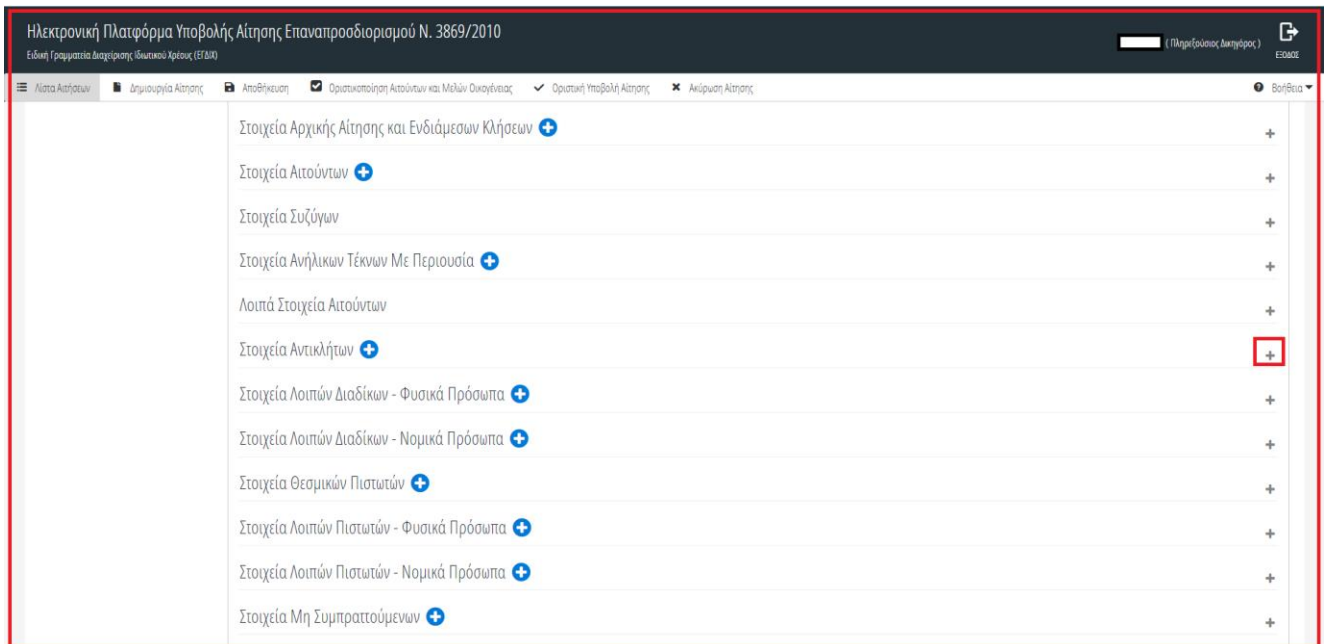 Ηλεκτρονική Πλατφόρμα Υποβολής Αίτησης Επαναπροσδιορισμού Ν. 3869/2010
Ειδική Γραμματεία Διαχείρισης Ιδιωτικού Χρέους (ΕΓΔΙΧ)
( Πληρεξούσιος Δικηγόρος )
ΕΞΟΔΟΣ
Λίστα Αιτήσεων Δημιουργία Αίτησης Αποθήκευση Οριστικοποίηση Αιτούντων και Μελών Οικογένειας Οριστική Υποβολή Αίτησης Ακύρωση Αίτησης Βοήθεια
Στοιχεία Αρχικής Αίτησης και Ενδιάμεσων Κλήσεων
Στοιχεία Αιτούντων
Στοιχεία Συζύγων
Στοιχεία Ανήλικων Τέκνων Με Περιουσία
Λοιπά Στοιχεία Αιτούντων
Στοιχεία Αντικλήτων
Στοιχεία Λοιπών Διαδίκων - Φυσικά Πρόσωπα
Στοιχεία Λοιπών Διαδίκων - Νομικά Πρόσωπα
Στοιχεία Θεσμικών Πιστωτών
Στοιχεία Λοιπών Πιστωτών - Φυσικά Πρόσωπα
Στοιχεία Λοιπών Πιστωτών - Νομικά Πρόσωπα
Στοιχεία Μη Συμπραττούμενων